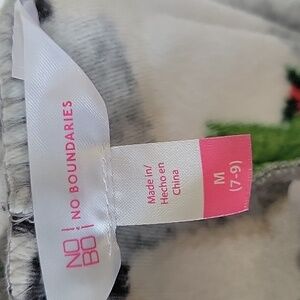 NO!
BO!
NO BOUNDARIES
Made in/
Hecho en
China
M
(7-9)